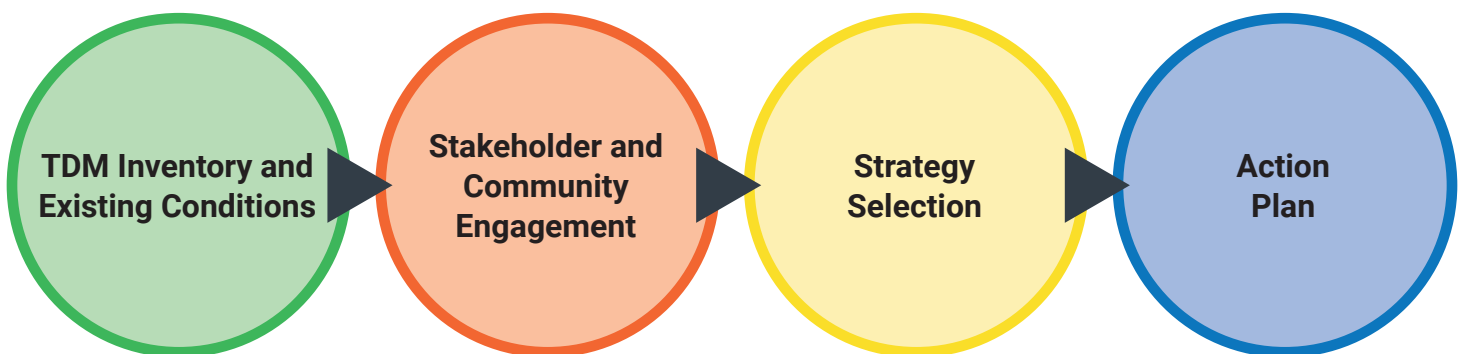 TDM Inventory and
Existing Conditions
Stakeholder and
Community
Engagement
Strategy
Selection
Action
Plan